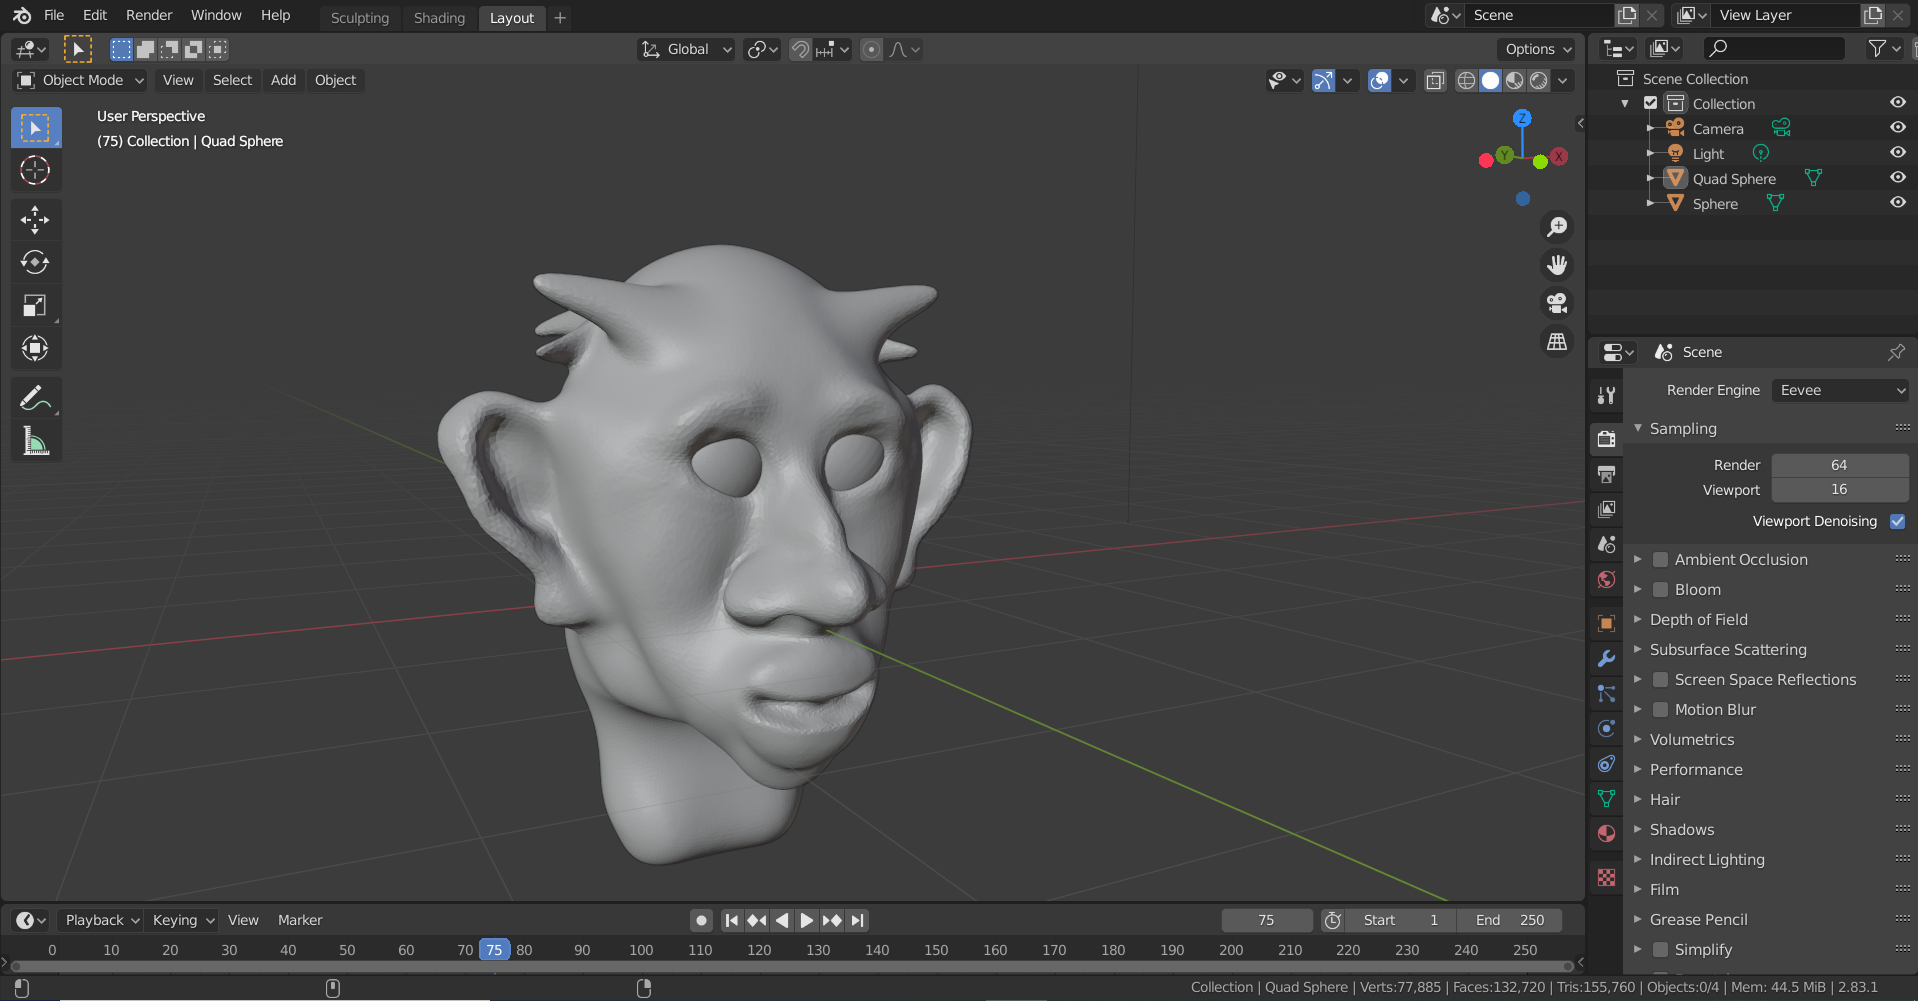 File Edit Render Window Help Sculpting Shading Layout + Scene View Layer
Global Options
Object Mode View Select Add Object
User Perspective
(75) Collection | Quad Sphere
Z
Y
X
Scene Collection
Collection
Camera
Light
Quad Sphere
Sphere
Scene
Render Engine Eevee
Sampling
Render 64
Viewport 16
Viewport Denoising
Ambient Occlusion
Bloom
Depth of Field
Subsurface Scattering
Screen Space Reflections
Motion Blur
Volumetrics
Performance
Hair
Shadows
Indirect Lighting
Film
Grease Pencil
Simplify
Playback Keying View Marker 75 Start 1 End 250
0 10 20 30 40 50 60 70 75 80 90 100 110 120 130 140 150 160 170 180 190 200 210 220 230 240 250
Collection | Quad Sphere | Verts:77,885 | Faces:132,720 | Tris:155,760 | Objects:0/4 | Mem: 44.5 MiB | 2.83.1